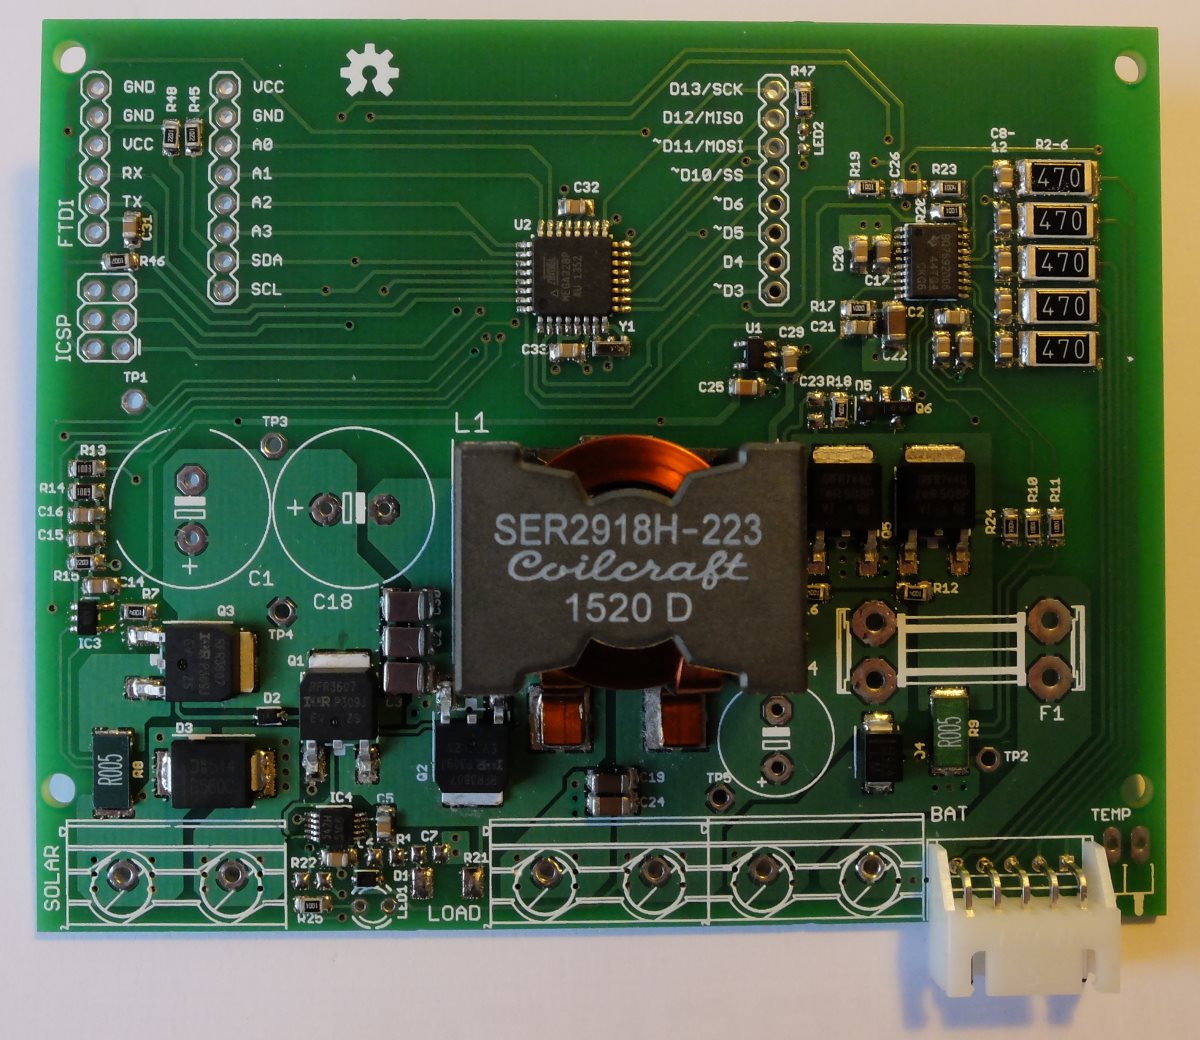 GND
GND
VCC
RX
TX
FTDI
R48
R45
C31
R46
ICSP
VCC
GND
A0
A1
A2
A3
SDA
SCL
TP1
U2
C32
C33
Y1
D13/SCK
D12/MISO
~D11/MOSI
~D10/SS
~D6
~D5
D4
~D3
R47
LED2
R19
C26
R23
R20
C20
C17
R17
C21
C22
C2
C8-
12
R2-6
470
470
470
470
470
U1
C29
C25
C23
R18
D5
Q6
TP3
L1
R13
R14
C16
C15
R15
C14
R7
IC3
C1
C18
TP4
SER2918H-223
Coilcraft
1520 D
Q5
R24
R10
R11
R12
F1
Q3
Q1
D2
D3
Q2
R005
R8
C19
C24
TP5
R005
R9
TP2
BAT
TEMP
IC4
C5
R22
R25
LED1
D1
C7
R21
SOLAR
LOAD